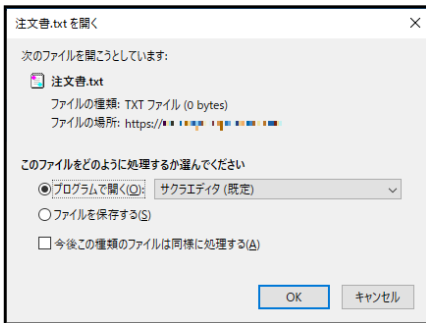 注文書.txt を開く
次のファイルを開こうとしています:
注文書.txt
ファイルの種類: TXT ファイル (0 bytes)
ファイルの場所: https://
このファイルをどのように処理するか選んでください
プログラムで開く(O): サクラエディタ (既定)
ファイルを保存する(S)
今後この種類のファイルは同様に処理する(A)
OK キャンセル